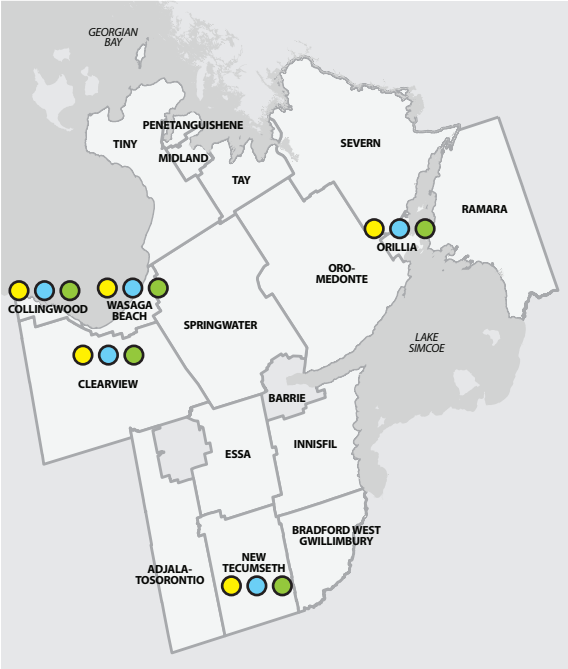 GEORGIAN
BAY
PENETANGUISHENE
TINY
SEVERN
MIDLAND
TAY
RAMARA
ORILLIA
ORO-
MEDONTE
COLLINGWOOD
WASAGA
BEACH
SPRINGWATER
LAKE
SIMCOE
CLEARVIEW
BARRIE
INNISFIL
ESSA
BRADFORD WEST
GWILLIMBURY
NEW
TECUMSETH
ADJALA-
TOSORONTIO